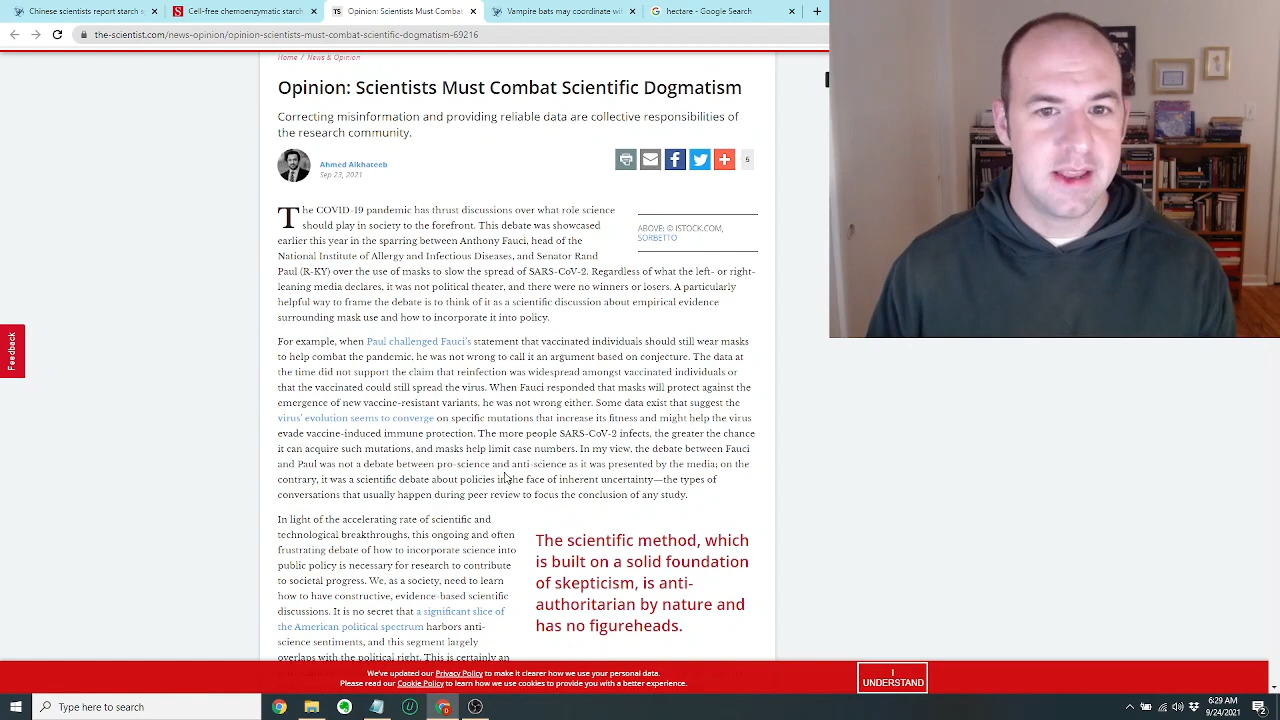 Chinese scientists report starch s
Cell-free chemoenzymatic starch
TS Opinion: Scientists Must Combat
Vampire bats may coordinate wi
hectare - Google Search
the-scientist.com/news-opinion/opinion-scientists-must-combat-scientific-dogmatism-69216
Home / News & Opinion
Opinion: Scientists Must Combat Scientific Dogmatism
Correcting misinformation and providing reliable data are collective responsibilities of
the research community.
Ahmed Alkhateeb
Sep 23, 2021
5
The COVID-19 pandemic has thrust discussions over what role science
should play in society to the forefront. This debate was showcased
earlier this year in the sparring between Anthony Fauci, head of the
National Institute of Allergy and Infectious Diseases, and Senator Rand
Paul (R-KY) over the use of masks to slow the spread of SARS-CoV-2. Regardless of what the left- or right-
leaning media declares, it was not political theater, and there were no winners or losers. A particularly
helpful way to frame the debate is to think of it as a scientific discussion about empirical evidence
surrounding mask use and how to incorporate it into policy.
ABOVE: © ISTOCK.COM,
SORBETTO
For example, when Paul challenged Fauci's statement that vaccinated individuals should still wear masks
to help combat the pandemic, he was not wrong to call it an argument based on conjecture. The data at
the time did not support the claim that reinfection was widespread amongst vaccinated individuals or
that the vaccinated could still spread the virus. When Fauci responded that masks will protect against the
emergence of new vaccine-resistant variants, he was not wrong either. Some data exist that suggest the
virus' evolution seems to converge on specific mutations that increase its fitness and might help the virus
evade vaccine-induced immune protection. The more people SARS-CoV-2 infects, the greater the chance
it can acquire such mutations, and masks help limit case numbers. In my view, the debate between Fauci
and Paul was not a debate between pro-science and anti-science as it was presented by the media; on the
contrary, it was a scientific debate about policies in the face of inherent uncertainty—the types of
conversations that usually happen during peer review to focus the conclusion of any study.
In light of the accelerating rate of scientific and
technological breakthroughs, this ongoing and often
frustrating debate of how to incorporate science into
public policy is necessary for research to contribute
to societal progress. We, as a society, need to learn
how to have constructive, evidence-based scientific
discussions. It is no secret that a significant slice of
the American political spectrum harbors anti-
science sentiments, and this segment largely
overlaps with the political right. This is certainly an
The scientific method, which
is built on a solid foundation
of skepticism, is anti-
authoritarian by nature and
has no figureheads.
Feedback
We've updated our Privacy Policy to make it clearer how we use your personal data.
Please read our Cookie Policy to learn how we use cookies to provide you with a better experience.
I
UNDERSTAND
Type here to search
6:29 AM
9/24/2021